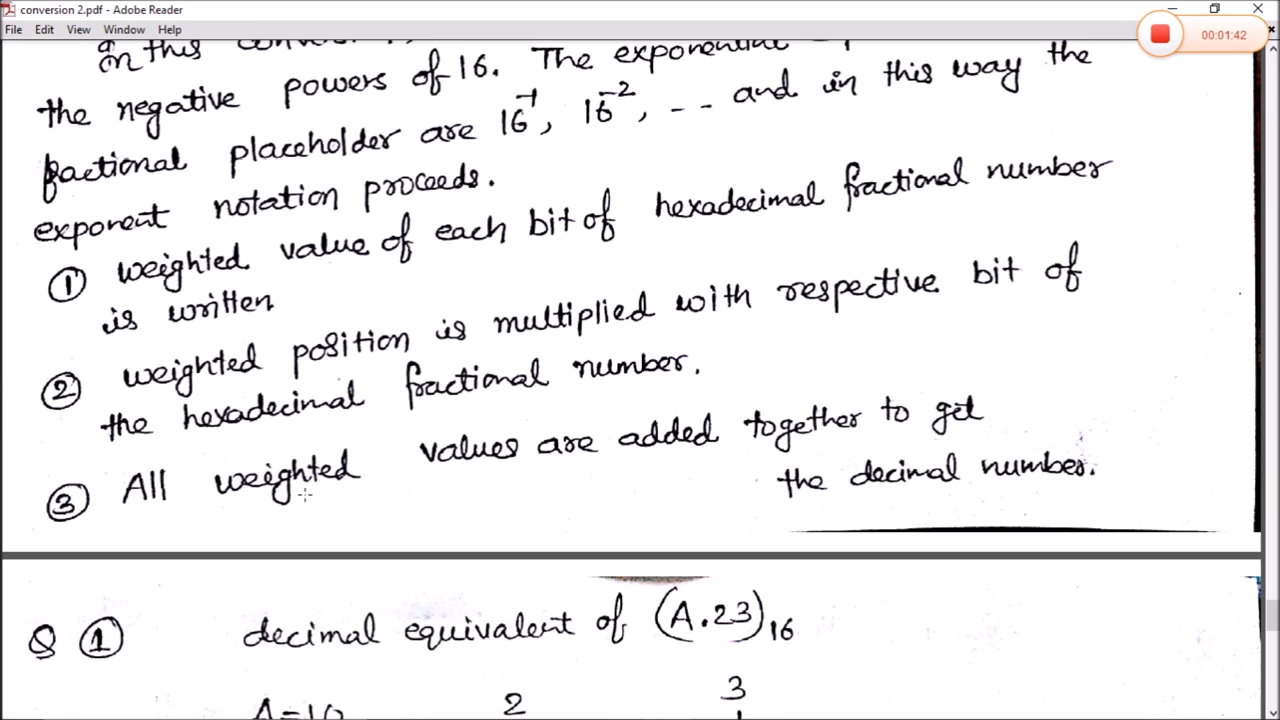 conversion 2.pdf - Adobe Reader
File Edit View Window Help
00:01:42
In this
the negative powers of 16. The exponential
fractional placeholder are 16^-1, 16^-2, -- and in this way the
exponent notation proceeds.
① weighted value of each bit of hexadecimal fractional number
is written
② weighted position is multiplied with respective bit of
the hexadecimal fractional number.
③ All weighted values are added together to get
the decimal number.
Q ① decimal equivalent of (A.23)16
A=10 2 3